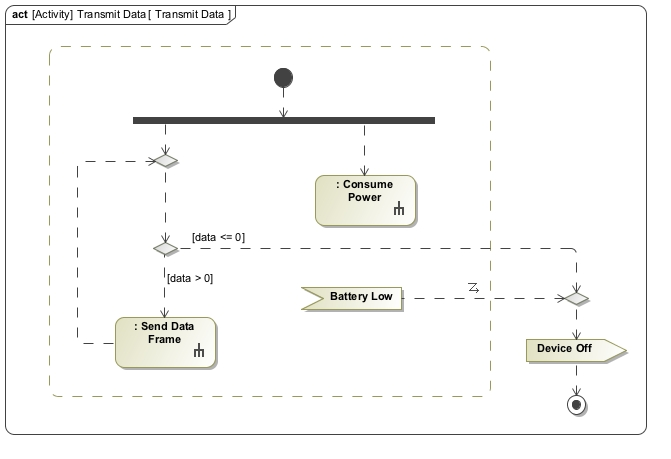 act [Activity] Transmit Data [ Transmit Data ]
: Consume
Power
[data <= 0]
[data > 0]
Battery Low
: Send Data
Frame
Device Off